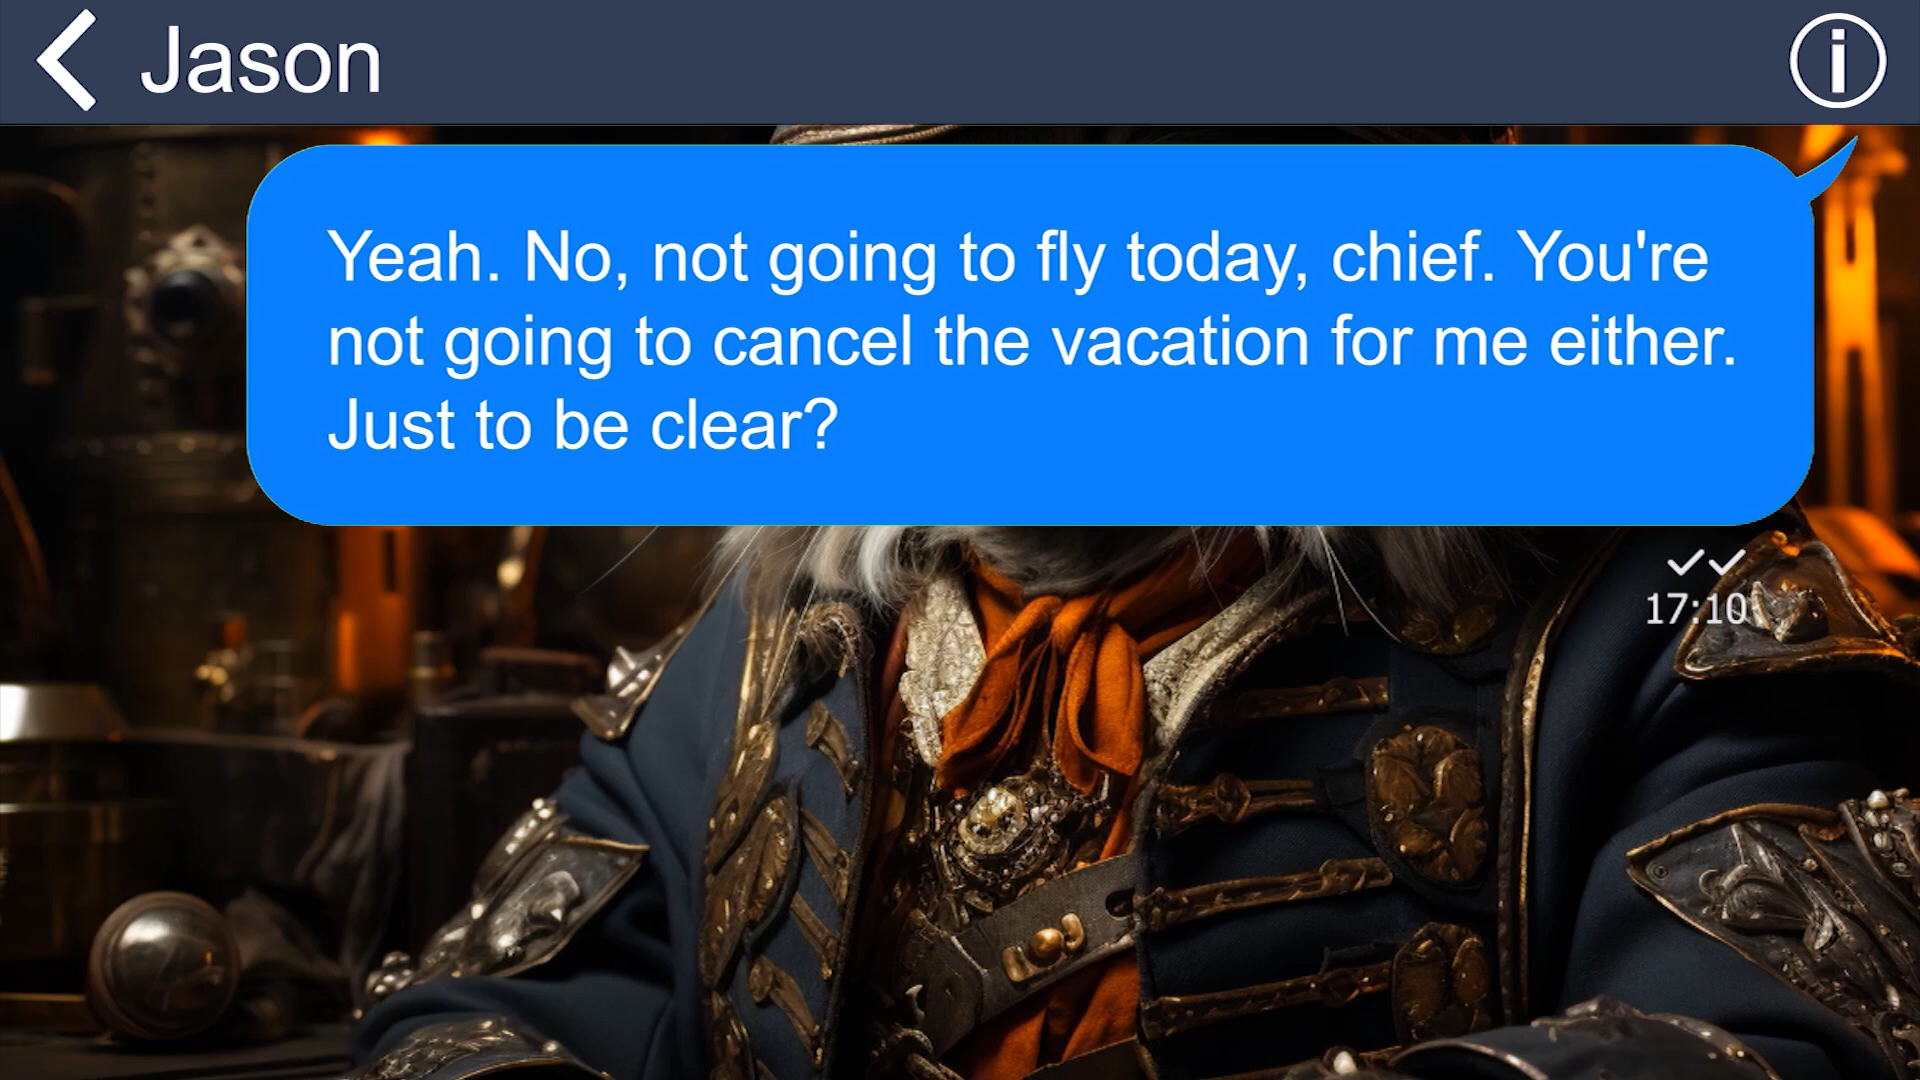 Jason
Yeah. No, not going to fly today, chief. You're
not going to cancel the vacation for me either.
Just to be clear?
17:10